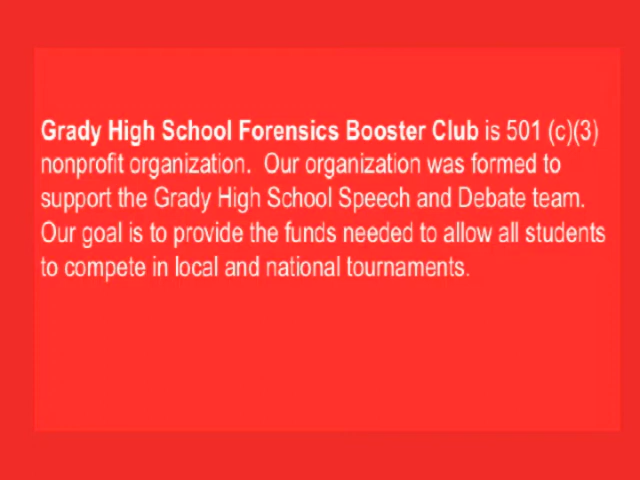 Grady High School Forensics Booster Club is 501 (c)(3)
nonprofit organization.  Our organization was formed to
support the Grady High School Speech and Debate team.
Our goal is to provide the funds needed to allow all students
to compete in local and national tournaments.